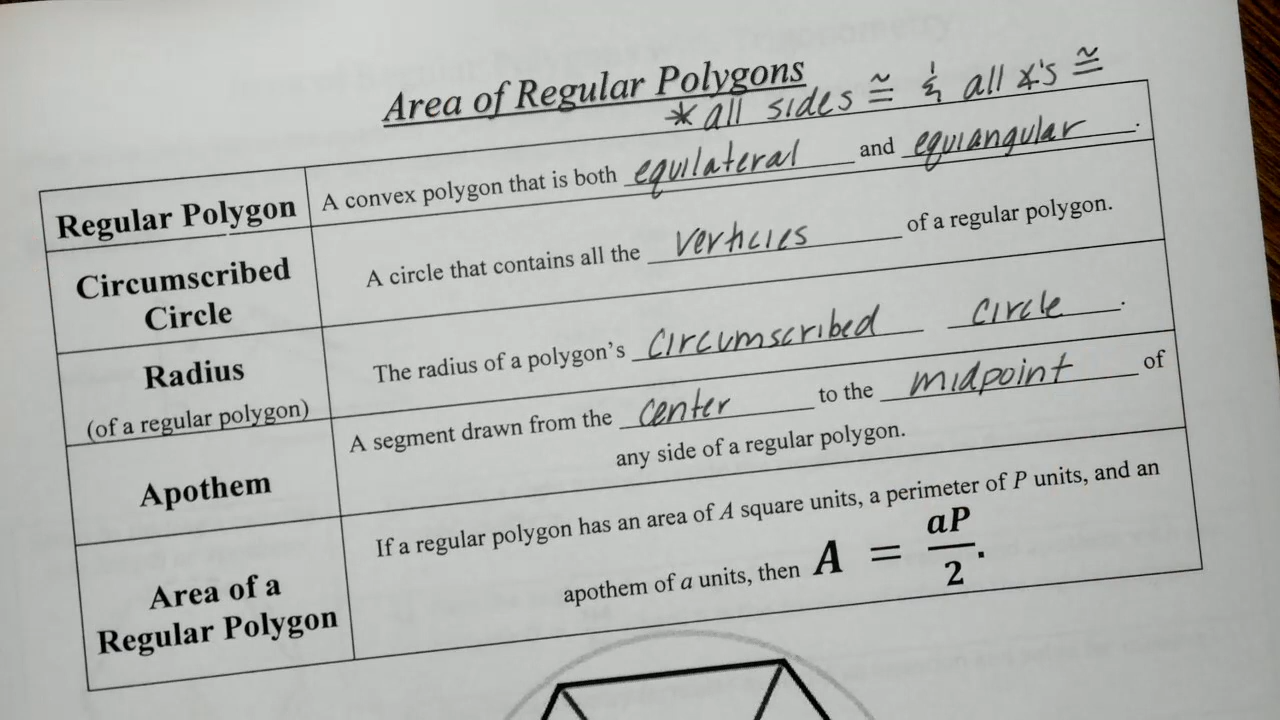 Area of Regular Polygons
* all sides ≅ & all ∡'s ≅
Regular Polygon
A convex polygon that is both equilateral and equiangular.
Circumscribed
Circle
A circle that contains all the verticies of a regular polygon.
Radius
(of a regular polygon)
The radius of a polygon's circumscribed circle.
Apothem
A segment drawn from the center to the midpoint of
any side of a regular polygon.
Area of a
Regular Polygon
If a regular polygon has an area of A square units, a perimeter of P units, and an
apothem of a units, then A = aP/2.